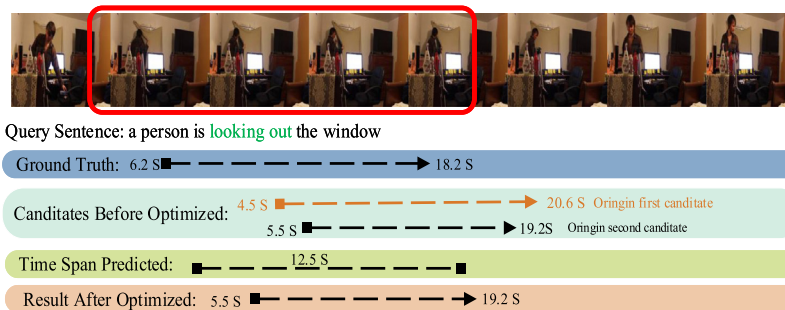 Query Sentence: a person is looking out the window
Ground Truth: 6.2 S 18.2 S
4.5 S 20.6 S Oringin first canditate
Canditates Before Optimized:
5.5 S 19.2S Oringin second canditate
Time Span Predicted: 12.5 S
Result After Optimized: 5.5 S 19.2 S